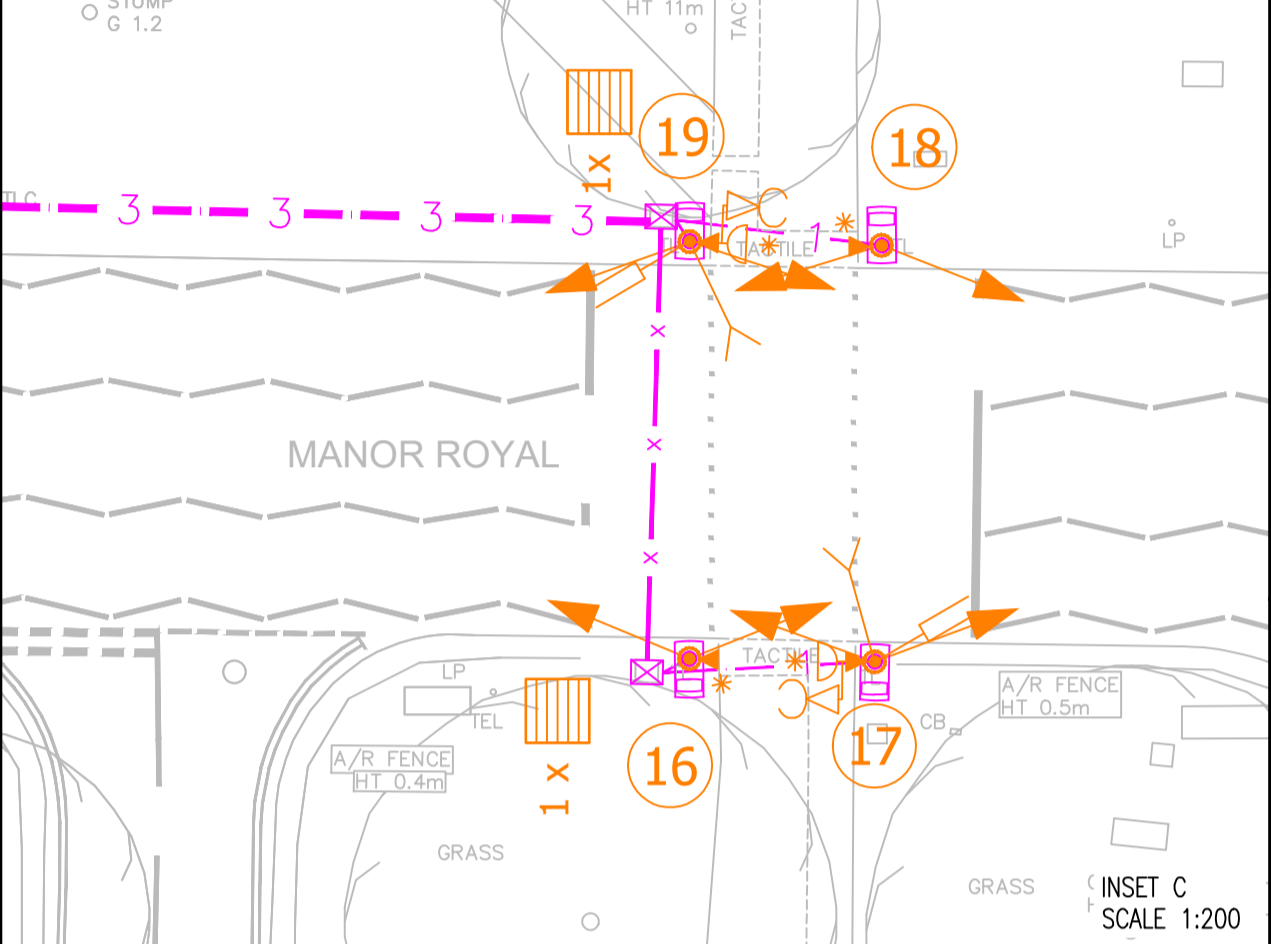 STUMP
G 1.2
HT 11m
TAC
19
18
1x
TLC
3
3
3
3
1
TACTILE
TL
LP
x
x
x
MANOR ROYAL
TACTILE
1
LP
TEL
A/R FENCE
HT 0.4m
1 x
16
17
CB
A/R FENCE
HT 0.5m
GRASS
GRASS
INSET C
SCALE 1:200